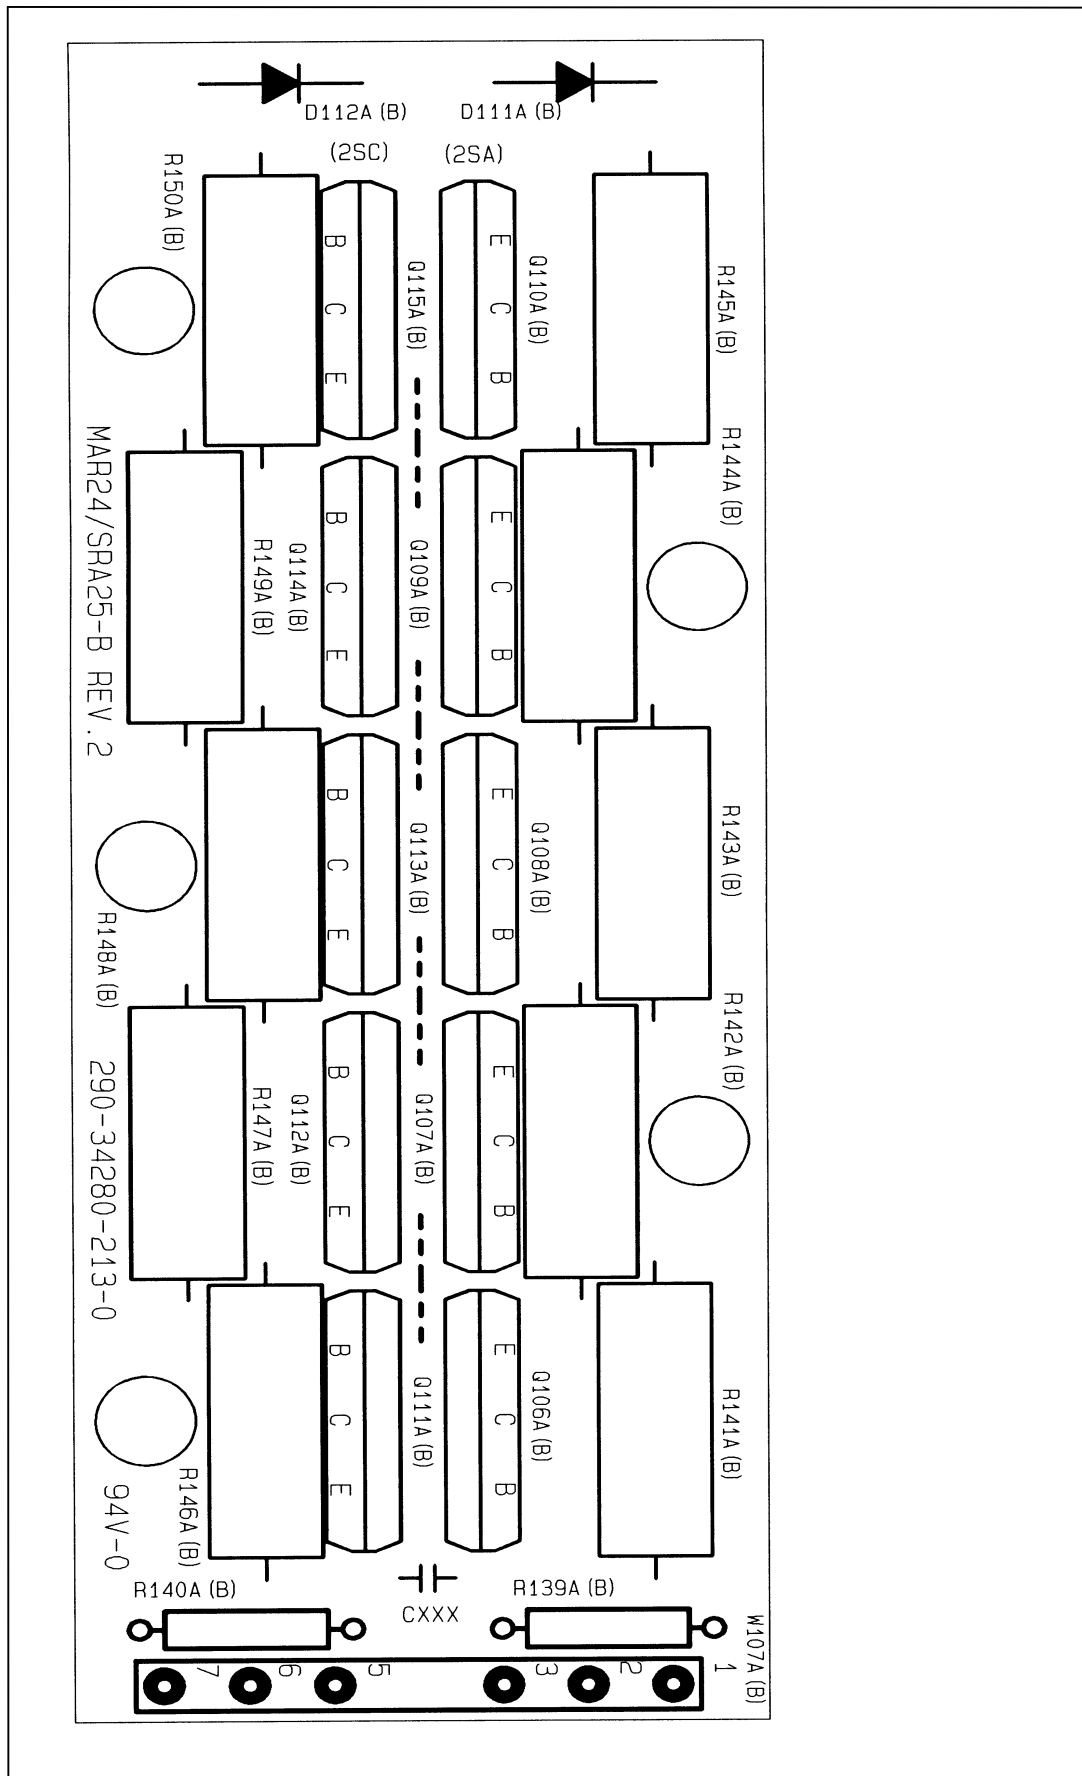 D112A (B)
D111A (B)
(2SC)
(2SA)
R150A (B)
B
C
E
Q115A (B)
E
C
B
Q110A (B)
R145A (B)
MAR24/SRA25-B REV.2
R149A (B)
Q114A (B)
B
C
E
Q109A (B)
E
C
B
R144A (B)
R148A (B)
B
C
E
Q113A (B)
E
C
B
Q108A (B)
R143A (B)
290-34280-213-0
R147A (B)
Q112A (B)
B
C
E
Q107A (B)
E
C
B
R142A (B)
94V-0
R146A (B)
B
C
E
Q111A (B)
E
C
B
Q106A (B)
R141A (B)
R140A (B)
CXXX
R139A (B)
W107A (B)
7
6
5
3
2
1